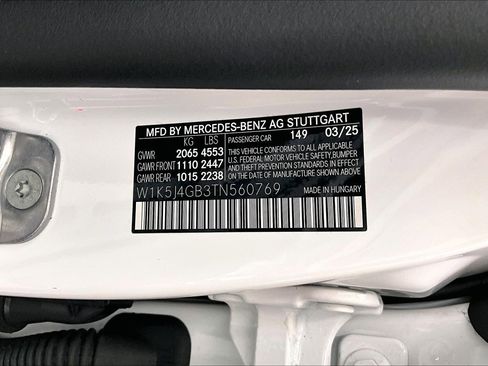 MFD BY MERCEDES-BENZ AG STUTTGART
KG LBS PASSENGER CAR 149 03/25
GVWR 2065 4553
GAWR FRONT 1110 2447
GAWR REAR 1015 2238
THIS VEHICLE CONFORMS TO ALL APPLICABLE
U.S. FEDERAL MOTOR VEHICLE SAFETY, BUMPER
AND THEFT PREVENTION STANDARDS IN EFFECT
ON THE DATE OF MANUFACTURE SHOWN ABOVE
W1K5J4GB3TN560769 MADE IN HUNGARY